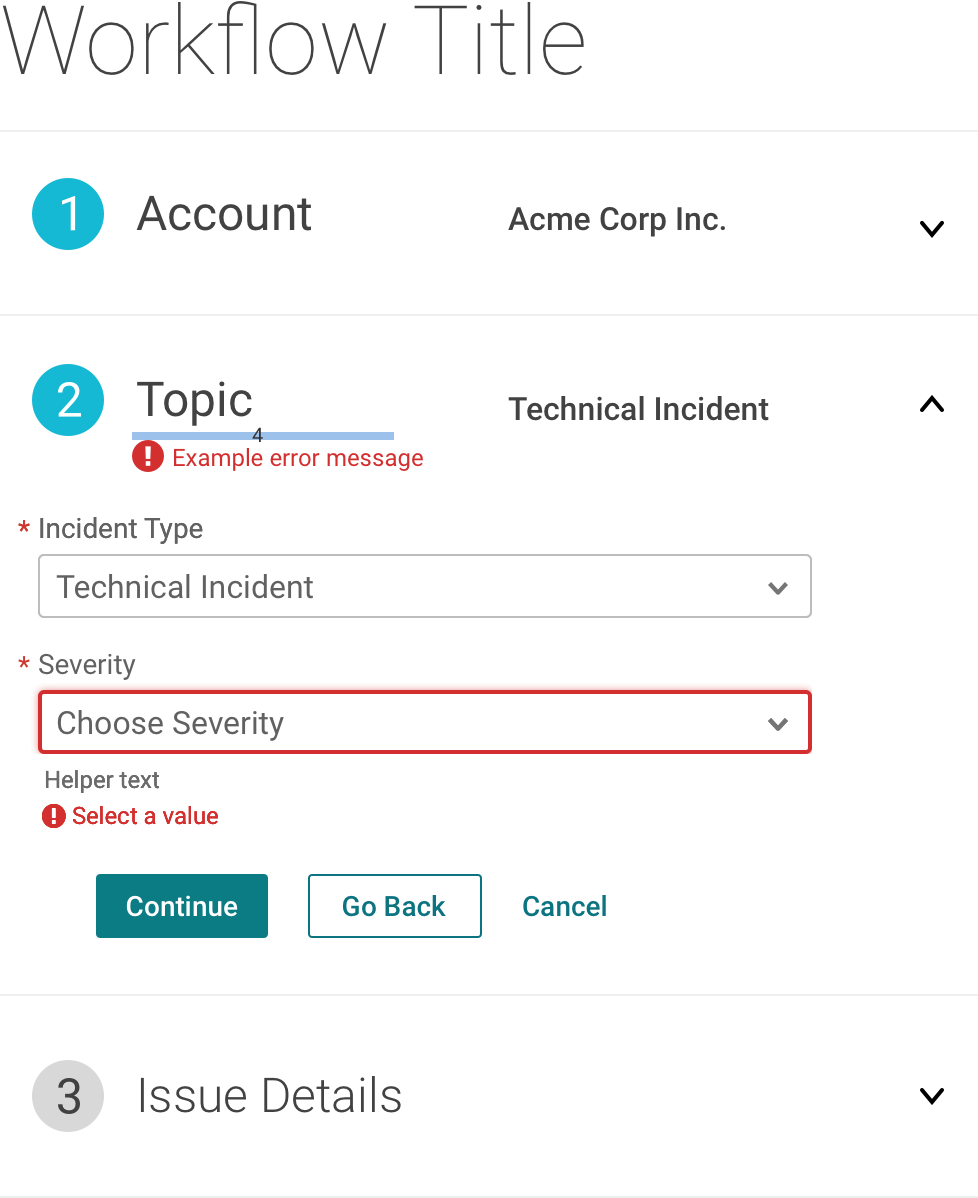 Workflow Title
1 Account Acme Corp Inc.
2 Topic Technical Incident
4
Example error message
* Incident Type
Technical Incident
* Severity
Choose Severity
Helper text
Select a value
Continue Go Back Cancel
3 Issue Details